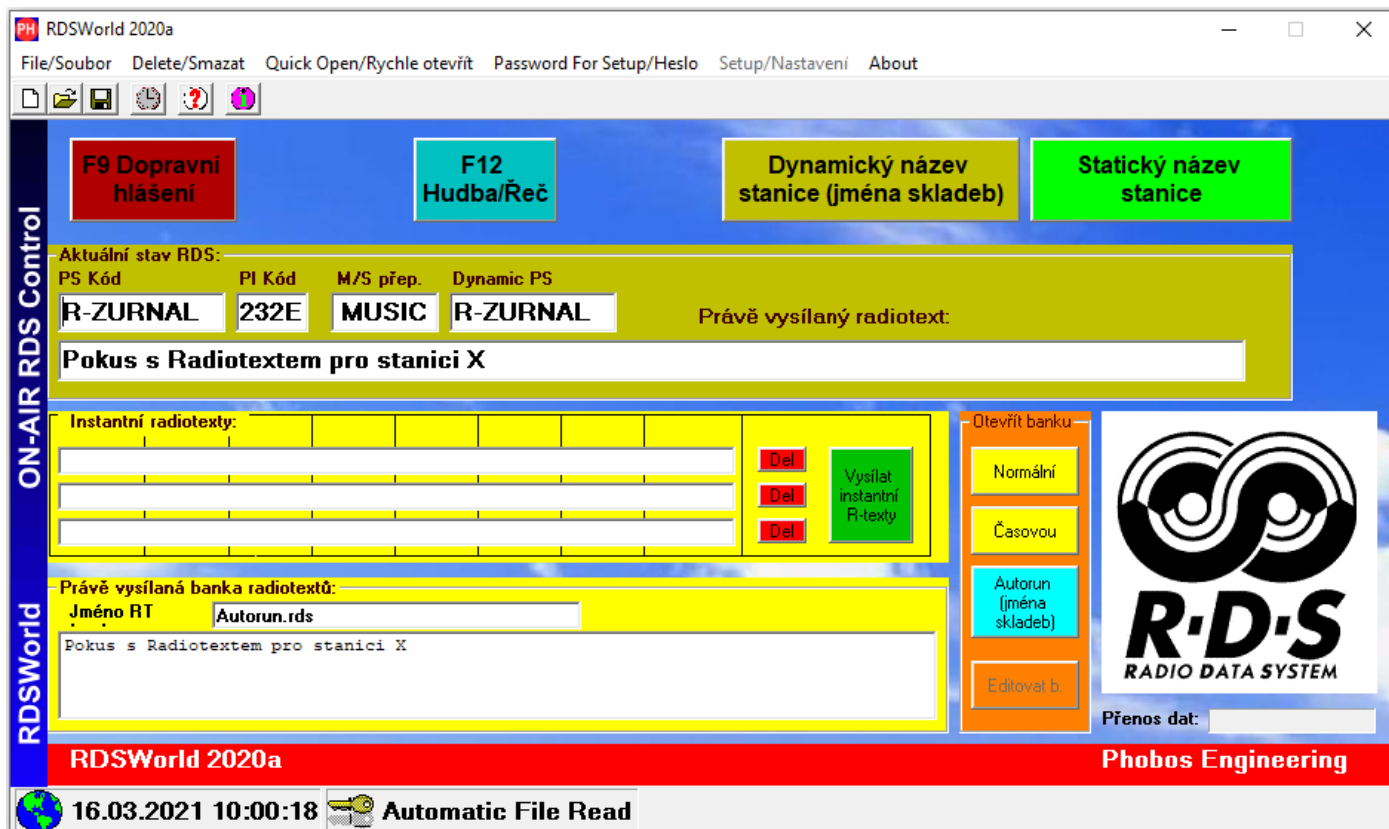 PH RDSWorld 2020a
File/Soubor Delete/Smazat Quick Open/Rychle otevřít Password For Setup/Heslo Setup/Nastavení About
F9 Dopravní
hlášení
F12
Hudba/Řeč
Dynamický název
stanice (jména skladeb)
Statický název
stanice
Aktuální stav RDS:
PS Kód PI Kód M/S přep. Dynamic PS
R-ZURNAL 232E MUSIC R-ZURNAL
Právě vysílaný radiotext:
Pokus s Radiotextem pro stanici X
Instantní radiotexty:
Del
Del
Del
Vysílat
instantní
R-texty
Otevřít banku
Normální
Časovou
Autorun
(jména
skladeb)
Editovat b.
R·D·S
RADIO DATA SYSTEM
Právě vysílaná banka radiotextů:
Jméno RT
Autorun.rds
Pokus s Radiotextem pro stanici X
Přenos dat:
ON-AIR RDS Control
RDSWorld
RDSWorld 2020a
Phobos Engineering
16.03.2021 10:00:18 Automatic File Read